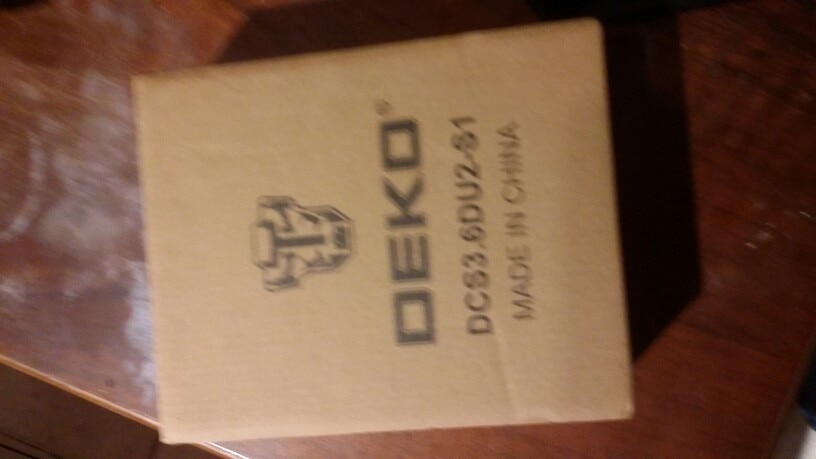 DEKO®
DCS3.6DU2-S1
MADE IN CHINA